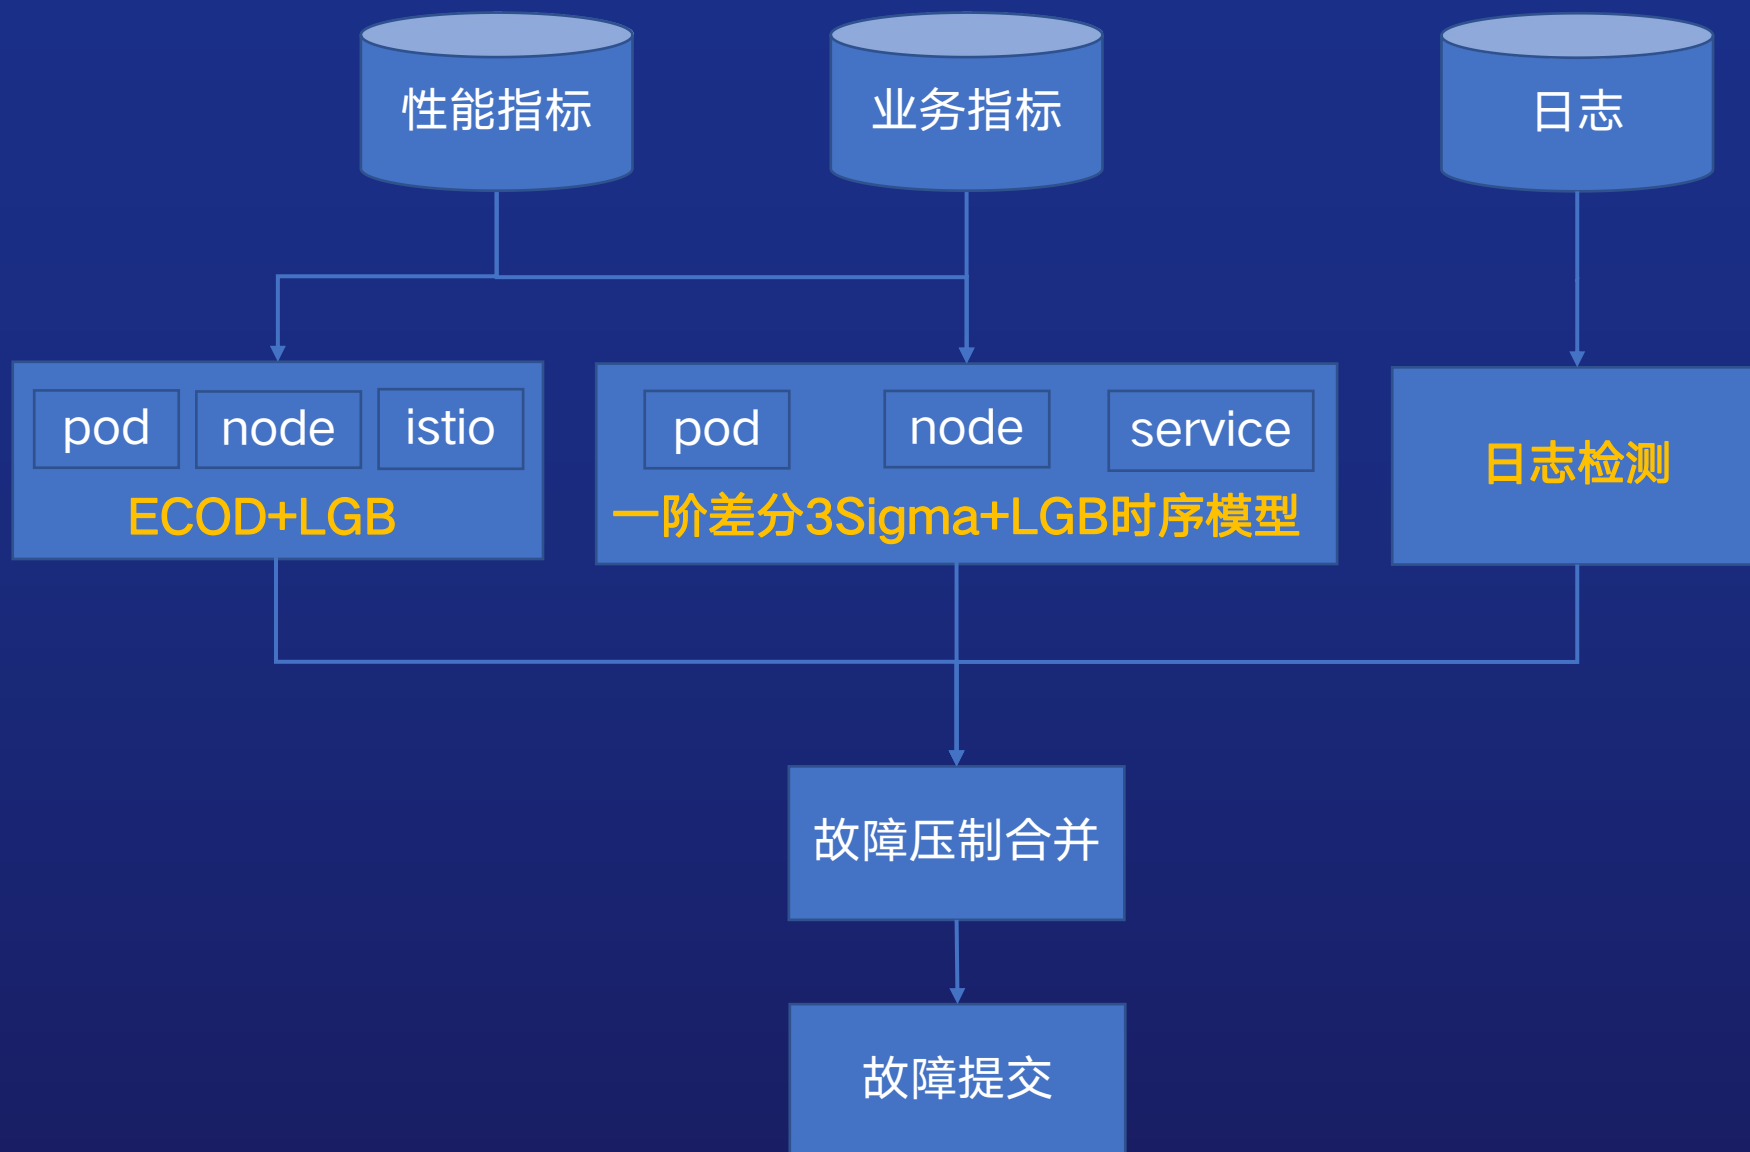 性能指标
业务指标
日志
pod
node
istio
ECOD+LGB
pod
node
service
一阶差分3Sigma+LGB时序模型
日志检测
故障压制合并
故障提交